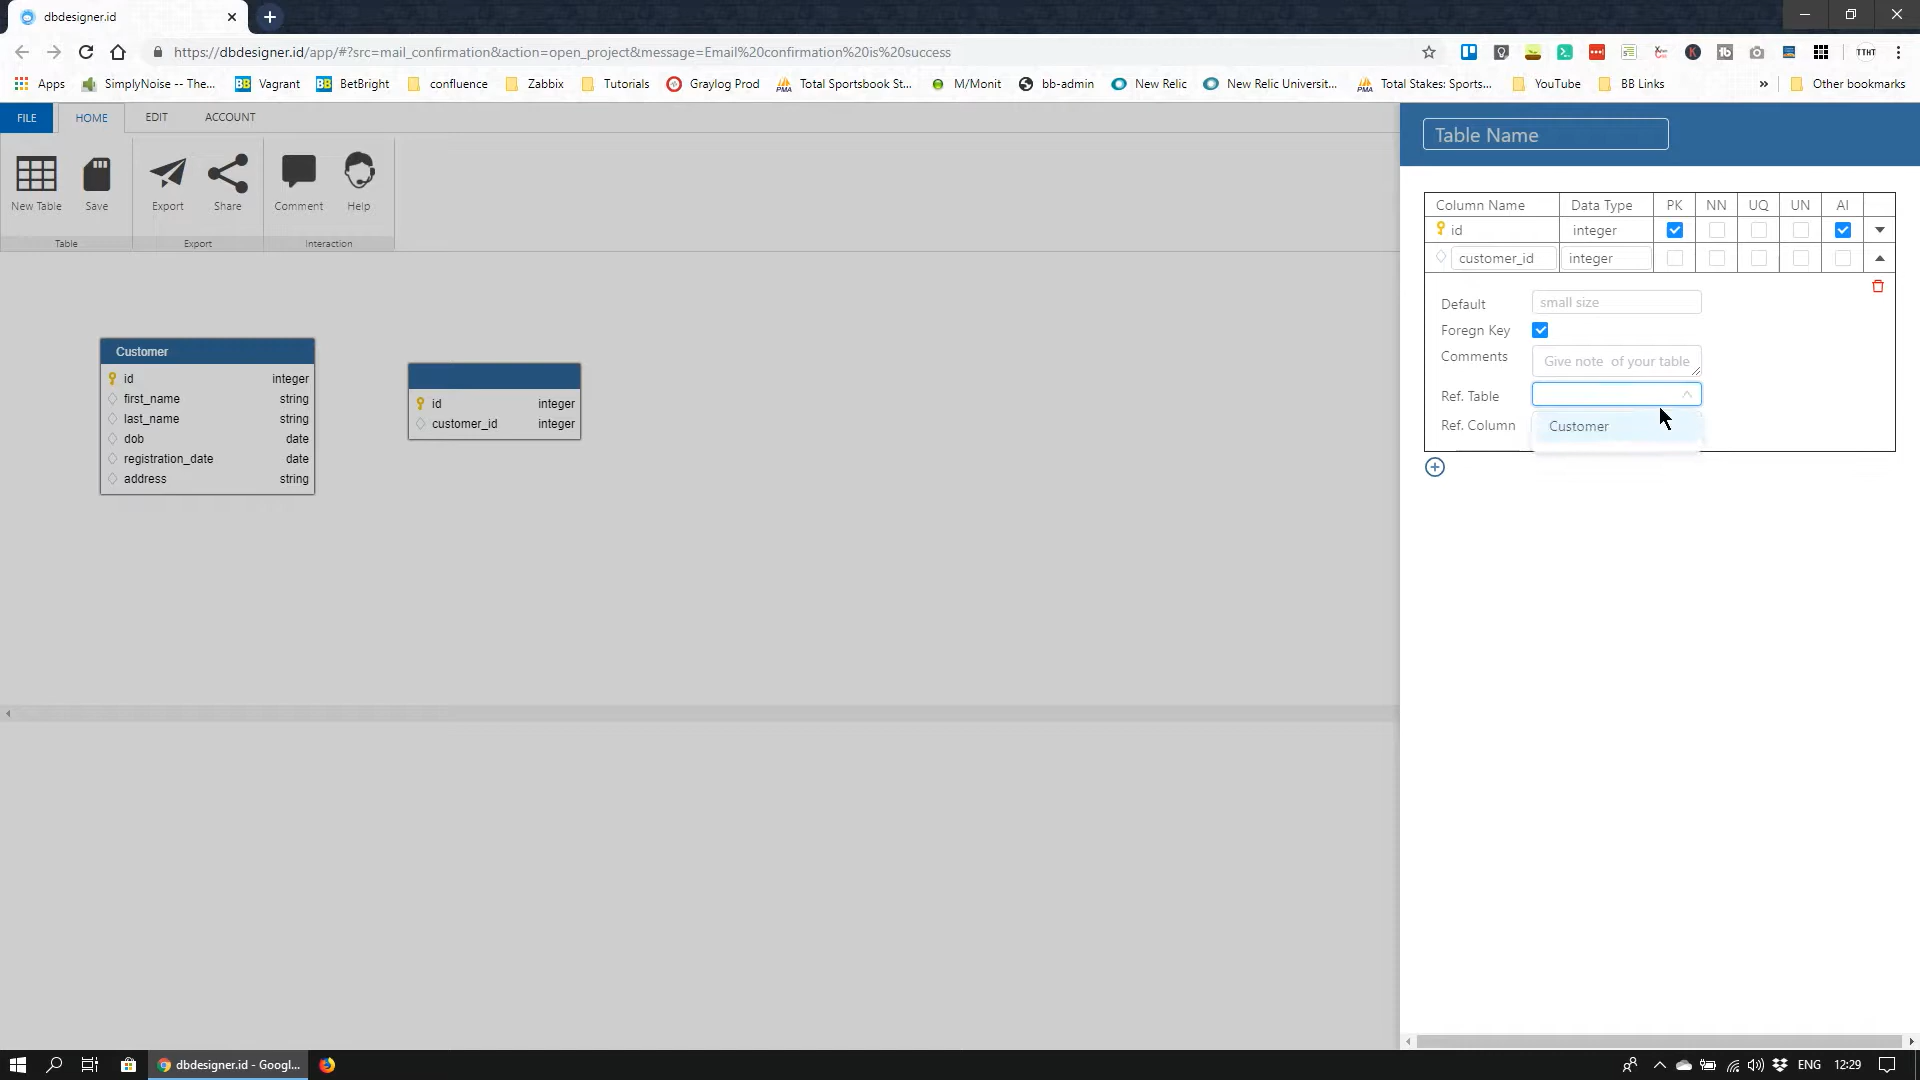 dbdesigner.id
https://dbdesigner.id/app/#?src=mail_confirmation&action=open_project&message=Email%20confirmation%20is%20success
TTHT
Apps SimplyNoise -- The... BB Vagrant BB BetBright confluence Zabbix Tutorials Graylog Prod PMA Total Sportsbook St... M/Monit bb-admin New Relic New Relic Universit... PMA Total Stakes: Sports... YouTube BB Links » Other bookmarks
FILE HOME EDIT ACCOUNT
New Table Save Export Share Comment Help
Table Export Interaction
Customer
id integer
first_name string
last_name string
dob date
registration_date date
address string
id integer
customer_id integer
Table Name
Column Name Data Type PK NN UQ UN AI
id integer
customer_id integer
Default small size
Foregn Key
Comments Give note of your table
Ref. Table
Ref. Column Customer
dbdesigner.id - Googl...
ENG 12:29